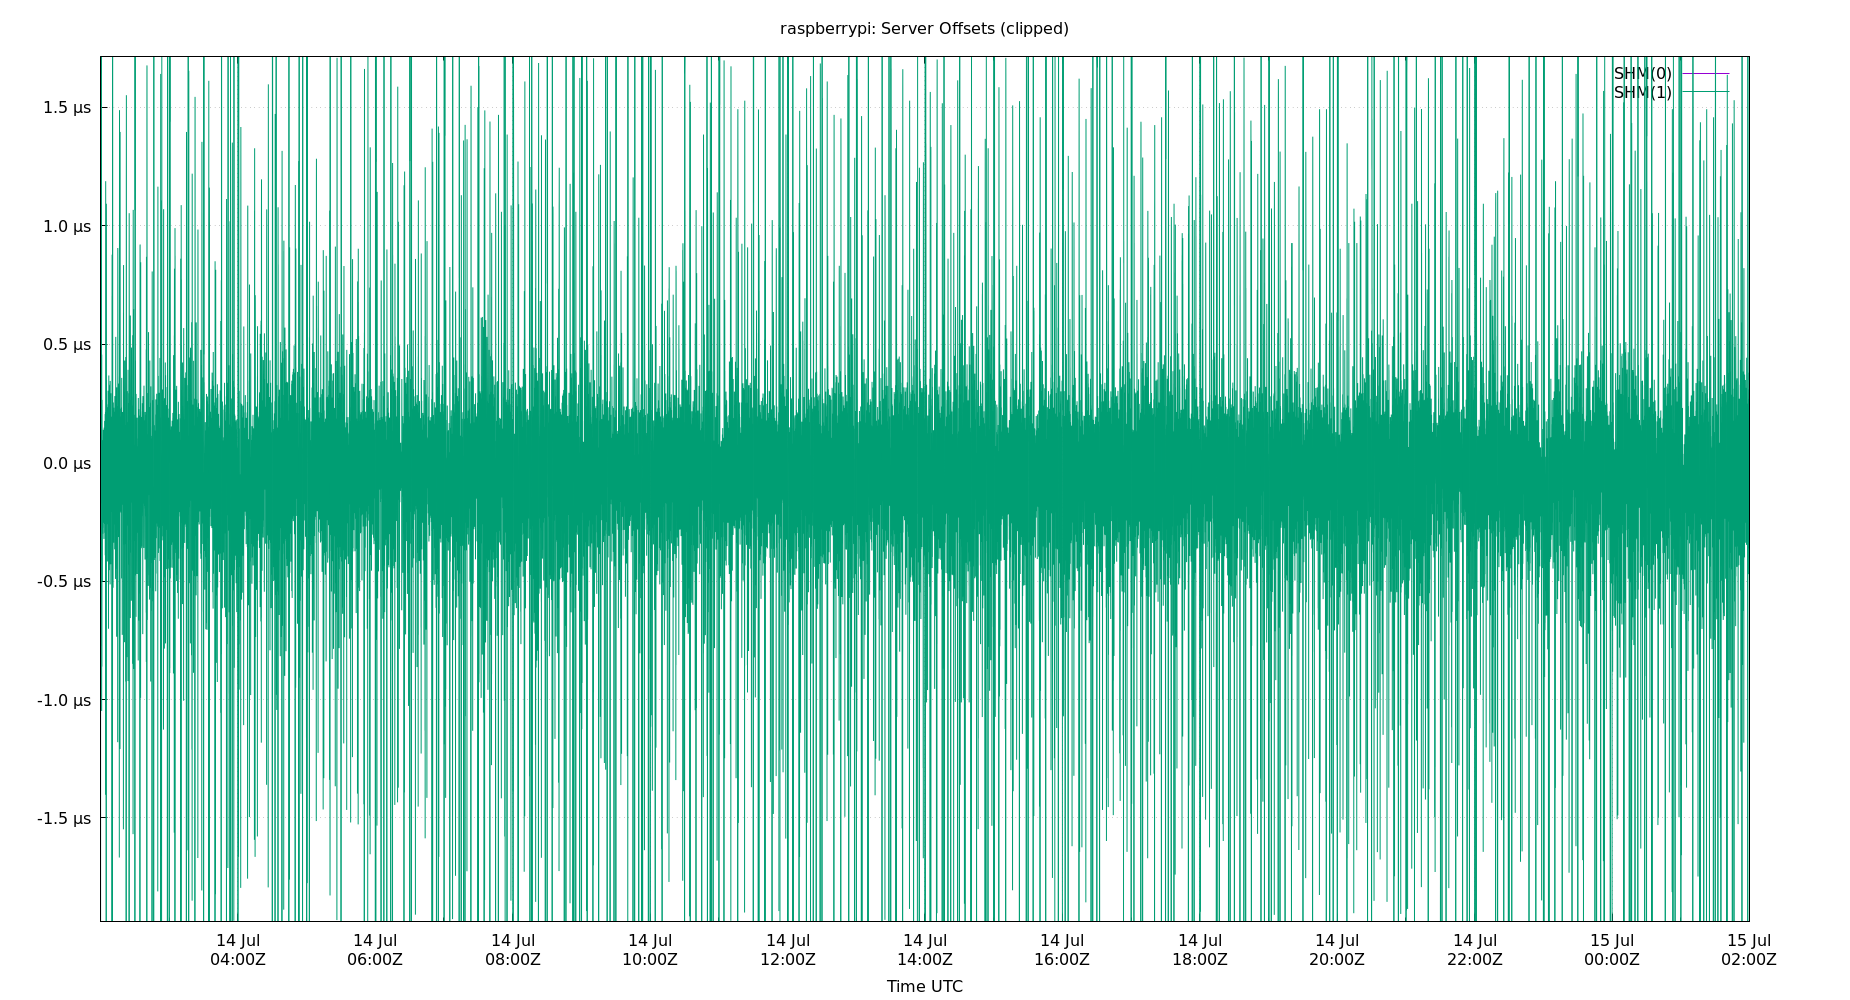 raspberrypi: Server Offsets (clipped)
SHM(0)
SHM(1)
1.5 µs
1.0 µs
0.5 µs
0.0 µs
-0.5 µs
-1.0 µs
-1.5 µs
14 Jul 14 Jul 14 Jul 14 Jul 14 Jul 14 Jul 14 Jul 14 Jul 14 Jul 14 Jul 15 Jul 15 Jul
04:00Z 06:00Z 08:00Z 10:00Z 12:00Z 14:00Z 16:00Z 18:00Z 20:00Z 22:00Z 00:00Z 02:00Z
Time UTC